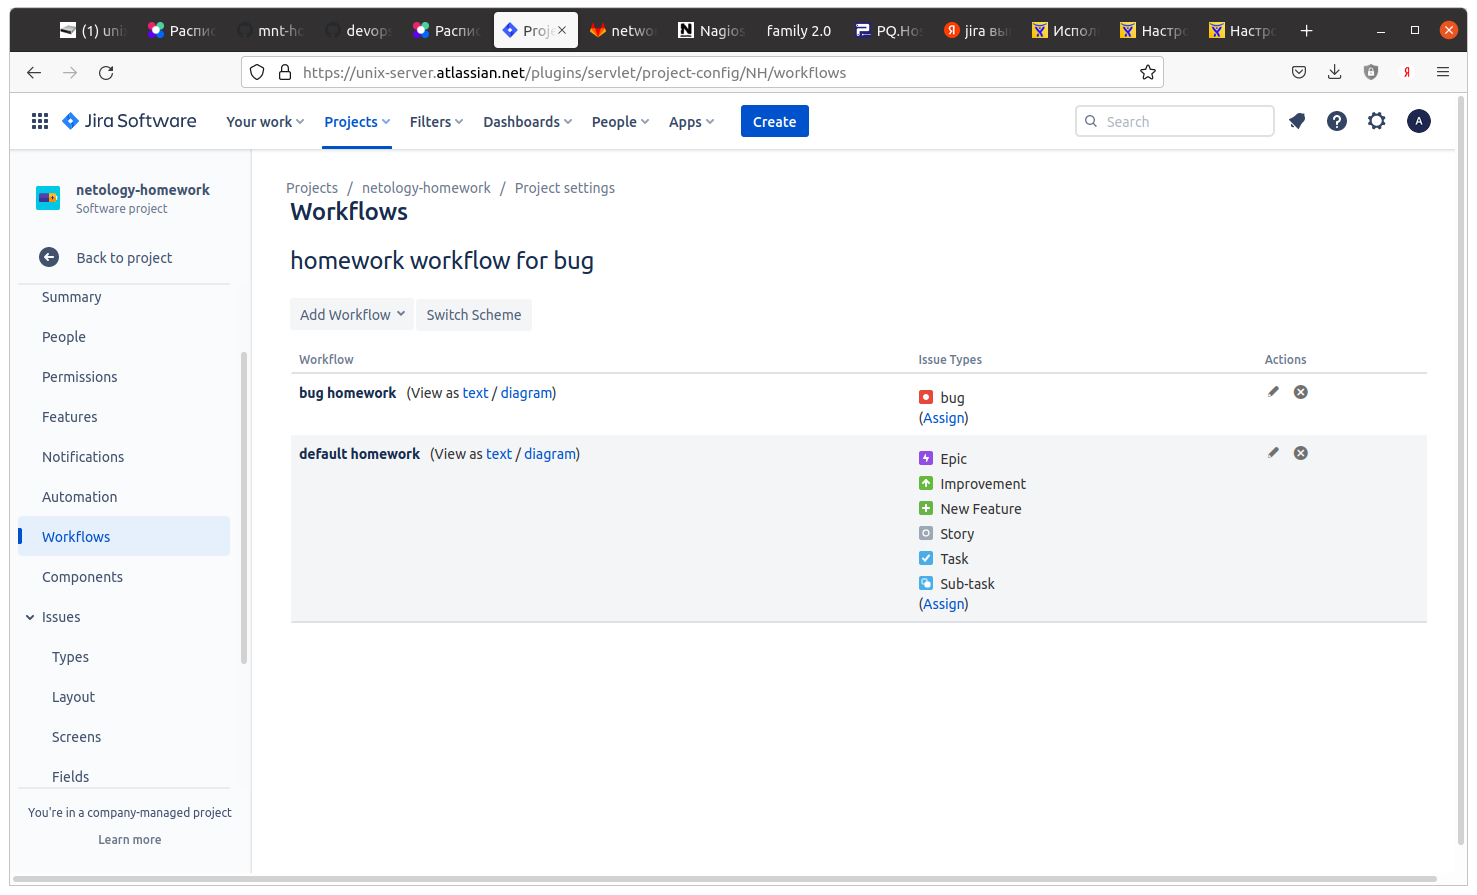 (1) uni
Распис
mnt-ho
devops
Распис
Proje
netwo
Nagios
family 2.0
PQ.Hos
jira вы
Испол
Настро
Настро
https://unix-server.atlassian.net/plugins/servlet/project-config/NH/workflows
Jira Software
Your work
Projects
Filters
Dashboards
People
Apps
Create
Search
A
netology-homework
Software project
Back to project
Summary
People
Permissions
Features
Notifications
Automation
Workflows
Components
Issues
Types
Layout
Screens
Fields
You're in a company-managed project
Learn more
Projects / netology-homework / Project settings
Workflows
homework workflow for bug
Add Workflow
Switch Scheme
Workflow Issue Types Actions
bug homework (View as text / diagram)
bug
(Assign)
default homework (View as text / diagram)
Epic
Improvement
New Feature
Story
Task
Sub-task
(Assign)